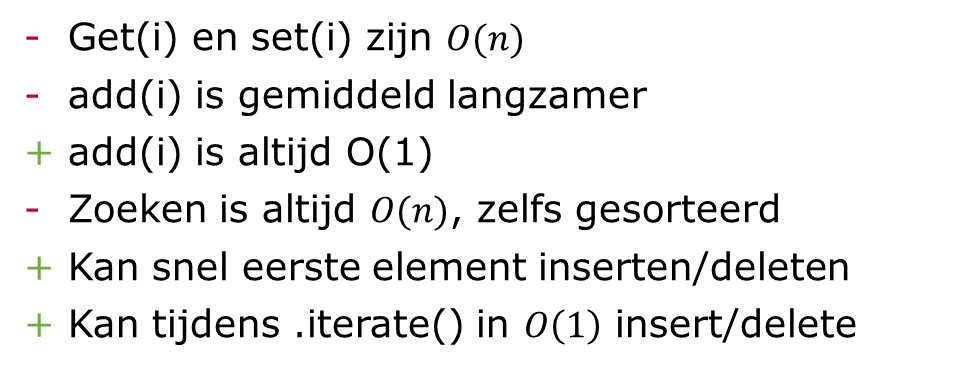 - Get(i) en set(i) zijn O(n)
- add(i) is gemiddeld langzamer
+ add(i) is altijd O(1)
- Zoeken is altijd O(n), zelfs gesorteerd
+ Kan snel eerste element inserten/deleten
+ Kan tijdens .iterate() in O(1) insert/delete